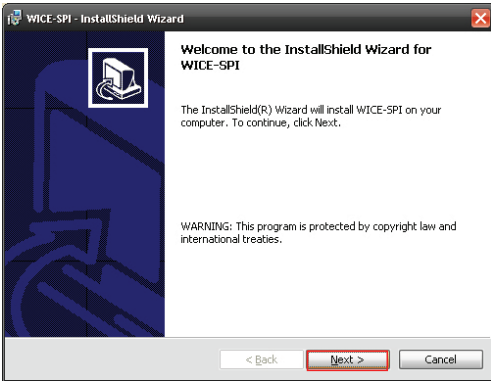 WICE-SPI - InstallShield Wizard
Welcome to the InstallShield Wizard for
WICE-SPI
The InstallShield(R) Wizard will install WICE-SPI on your
computer. To continue, click Next.
WARNING: This program is protected by copyright law and
international treaties.
< Back
Next >
Cancel